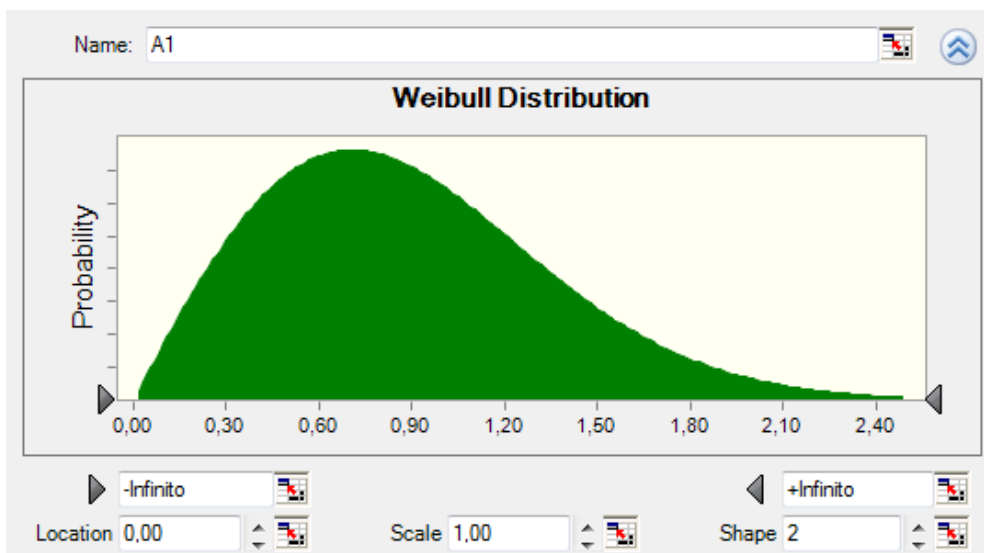 Name: A1
Weibull Distribution
Probability
0,00 0,30 0,60 0,90 1,20 1,50 1,80 2,10 2,40
-Infinito +Infinito
Location 0,00 Scale 1,00 Shape 2